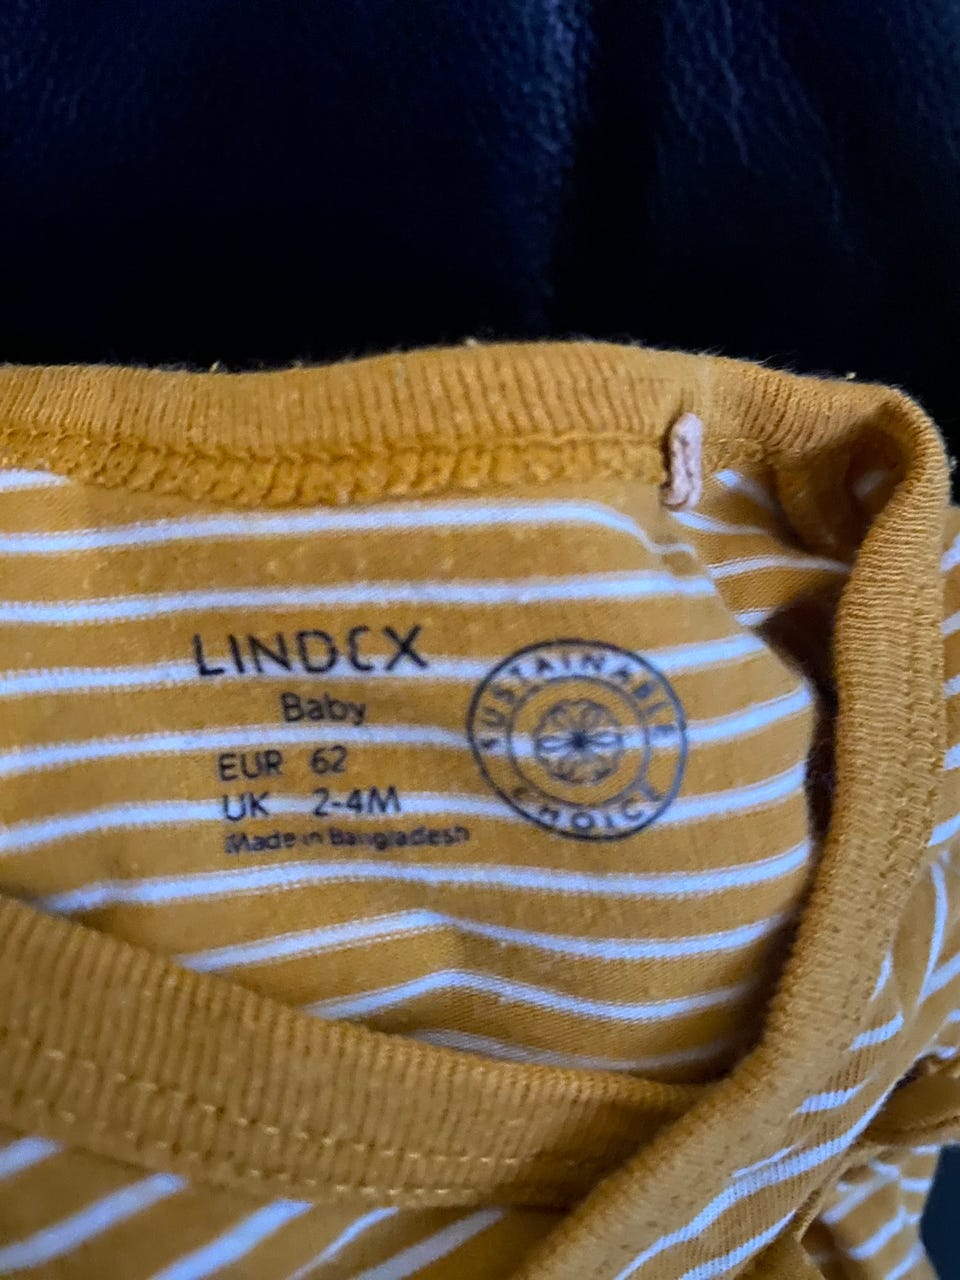 LINDEX
Baby
EUR 62
UK 2-4M
Made in Bangladesh
SUSTAINABLE
CHOICE